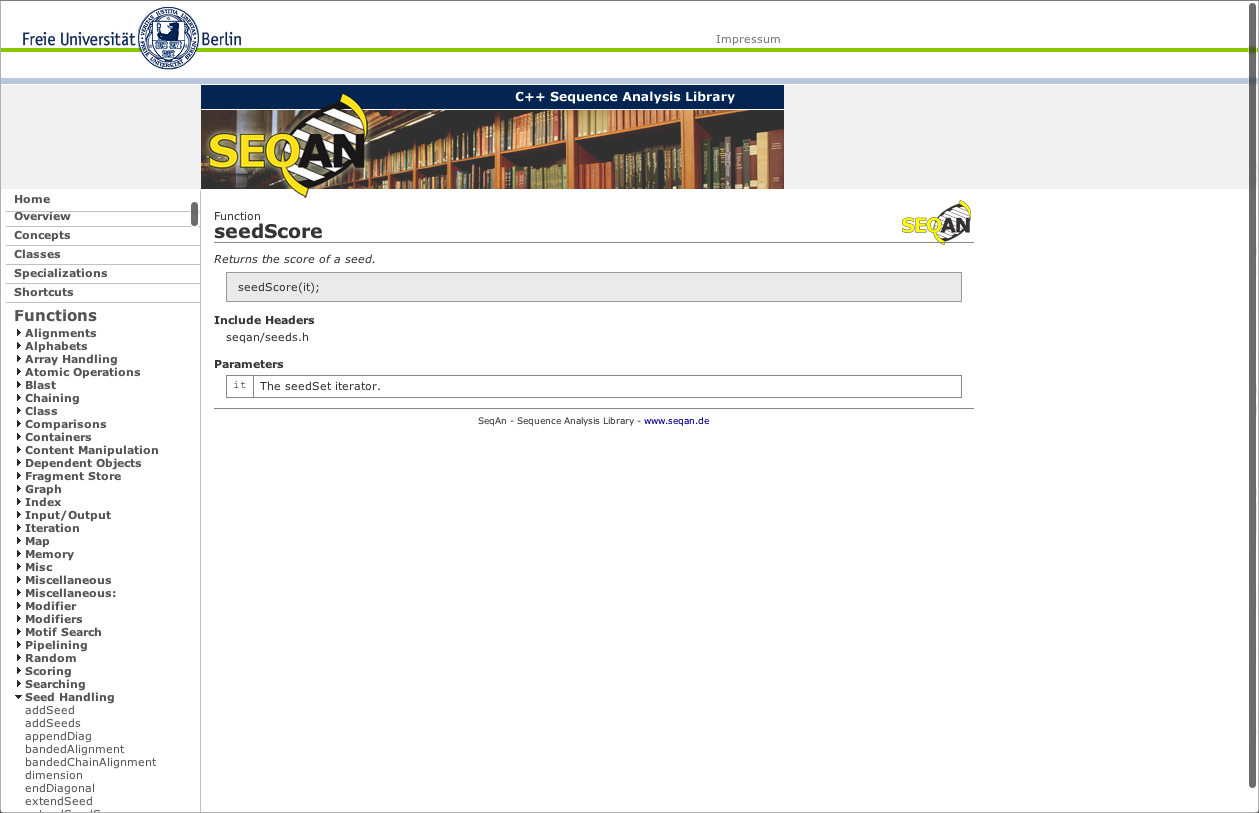 Freie Universität Berlin
Impressum
C++ Sequence Analysis Library
SEQAN
Home
Overview
Concepts
Classes
Specializations
Shortcuts
Functions
Alignments
Alphabets
Array Handling
Atomic Operations
Blast
Chaining
Class
Comparisons
Containers
Content Manipulation
Dependent Objects
Fragment Store
Graph
Index
Input/Output
Iteration
Map
Memory
Misc
Miscellaneous
Miscellaneous:
Modifier
Modifiers
Motif Search
Pipelining
Random
Scoring
Searching
Seed Handling
addSeed
addSeeds
appendDiag
bandedAlignment
bandedChainAlignment
dimension
endDiagonal
extendSeed
Function
seedScore
SEQAN
Returns the score of a seed.
seedScore(it);
Include Headers
seqan/seeds.h
Parameters
it The seedSet iterator.
SeqAn - Sequence Analysis Library - www.seqan.de